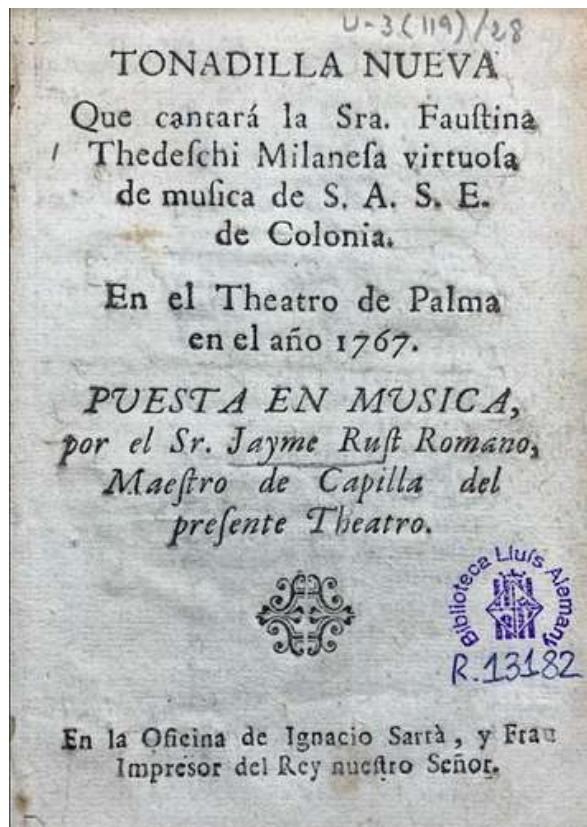 U-3(119)/28
TONADILLA NUEVA
Que cantará la Sra. Fauſtina
Thedeſchi Milaneſa virtuoſa
de muſica de S. A. S. E.
de Colonia.
En el Theatro de Palma
en el año 1767.
PVESTA EN MVSICA,
por el Sr. Jayme Ruſt Romano,
Maeſtro de Capilla del
preſente Theatro.
Biblioteca Lluís Alemany
R.13182
En la Oficina de Ignacio Sarrà, y Frau
Impresor del Rey nueſtro Señor.